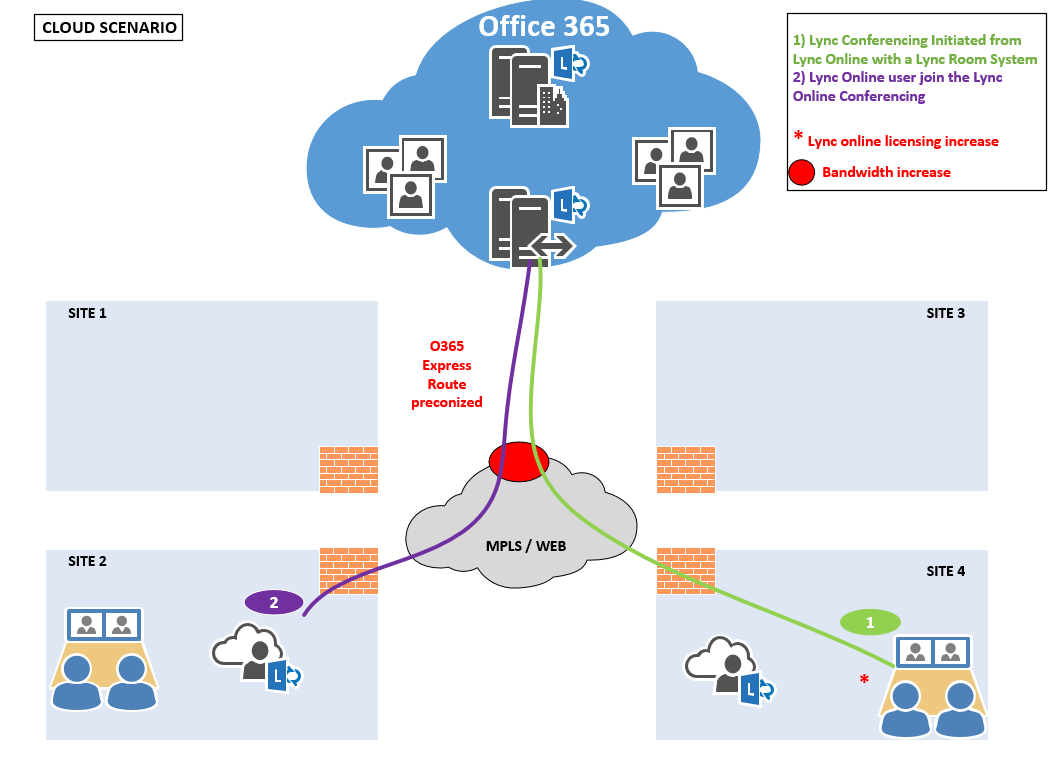 CLOUD SCENARIO
Office 365
1) Lync Conferencing Initiated from
Lync Online with a Lync Room System
2) Lync Online user join the Lync
Online Conferencing
* Lync online licensing increase
Bandwidth increase
L
L
SITE 1
SITE 3
O365
Express
Route
preconized
MPLS / WEB
SITE 2
SITE 4
2
1
L
L
*